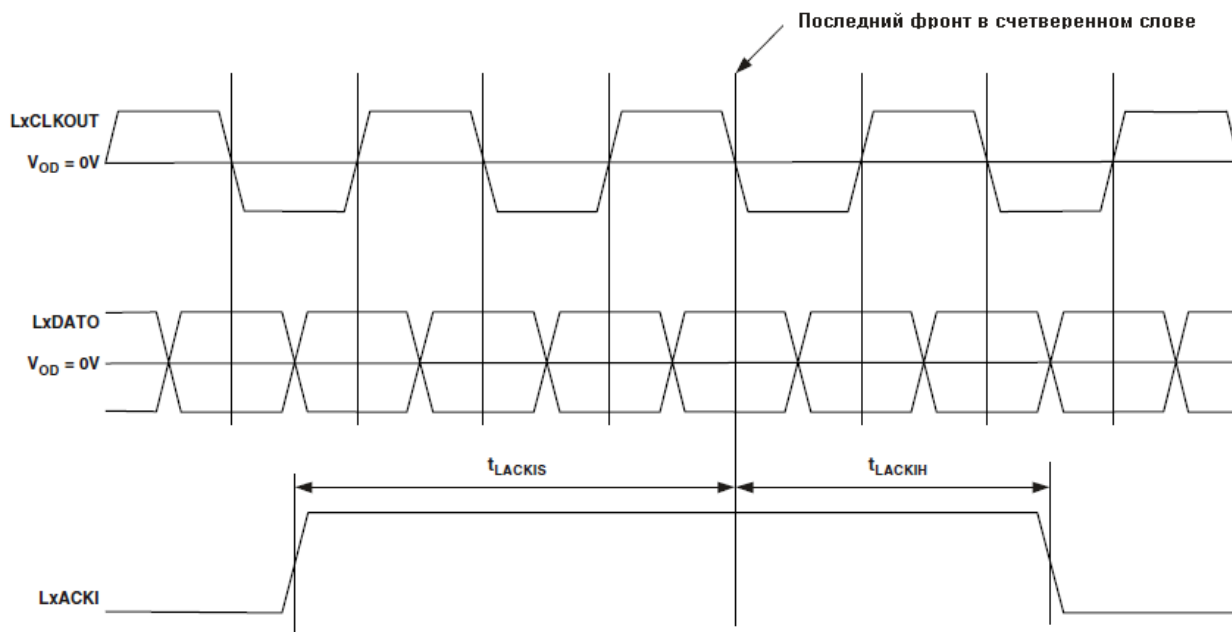 Последний фронт в счетверенном слове
LxCLKOUT
VOD = 0V
LxDATO
VOD = 0V
tLACKIS
tLACKIH
LxACKI